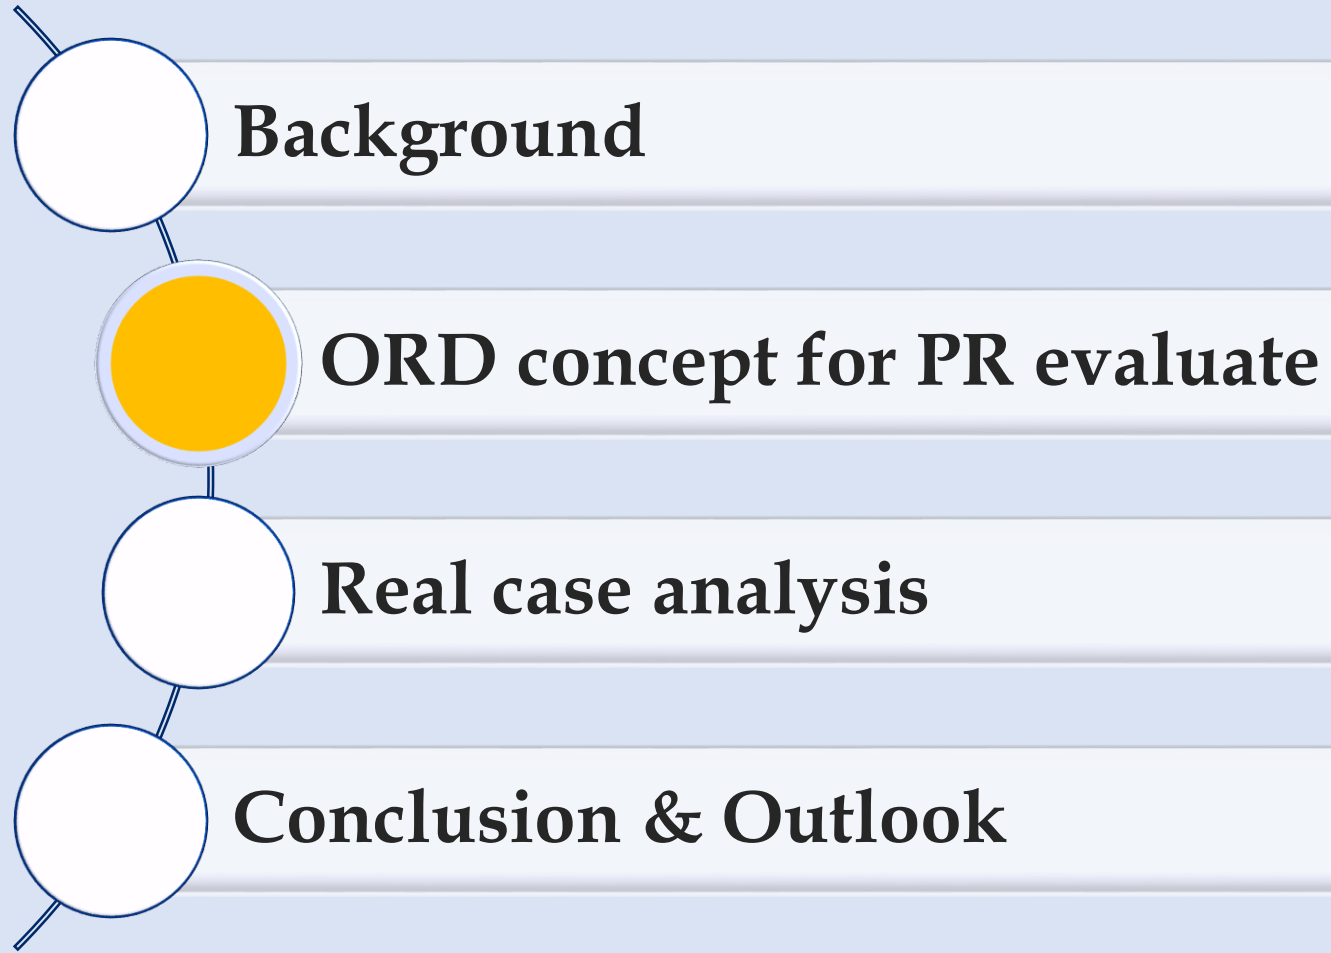 Background
ORD concept for PR evaluate
Real case analysis
Conclusion & Outlook